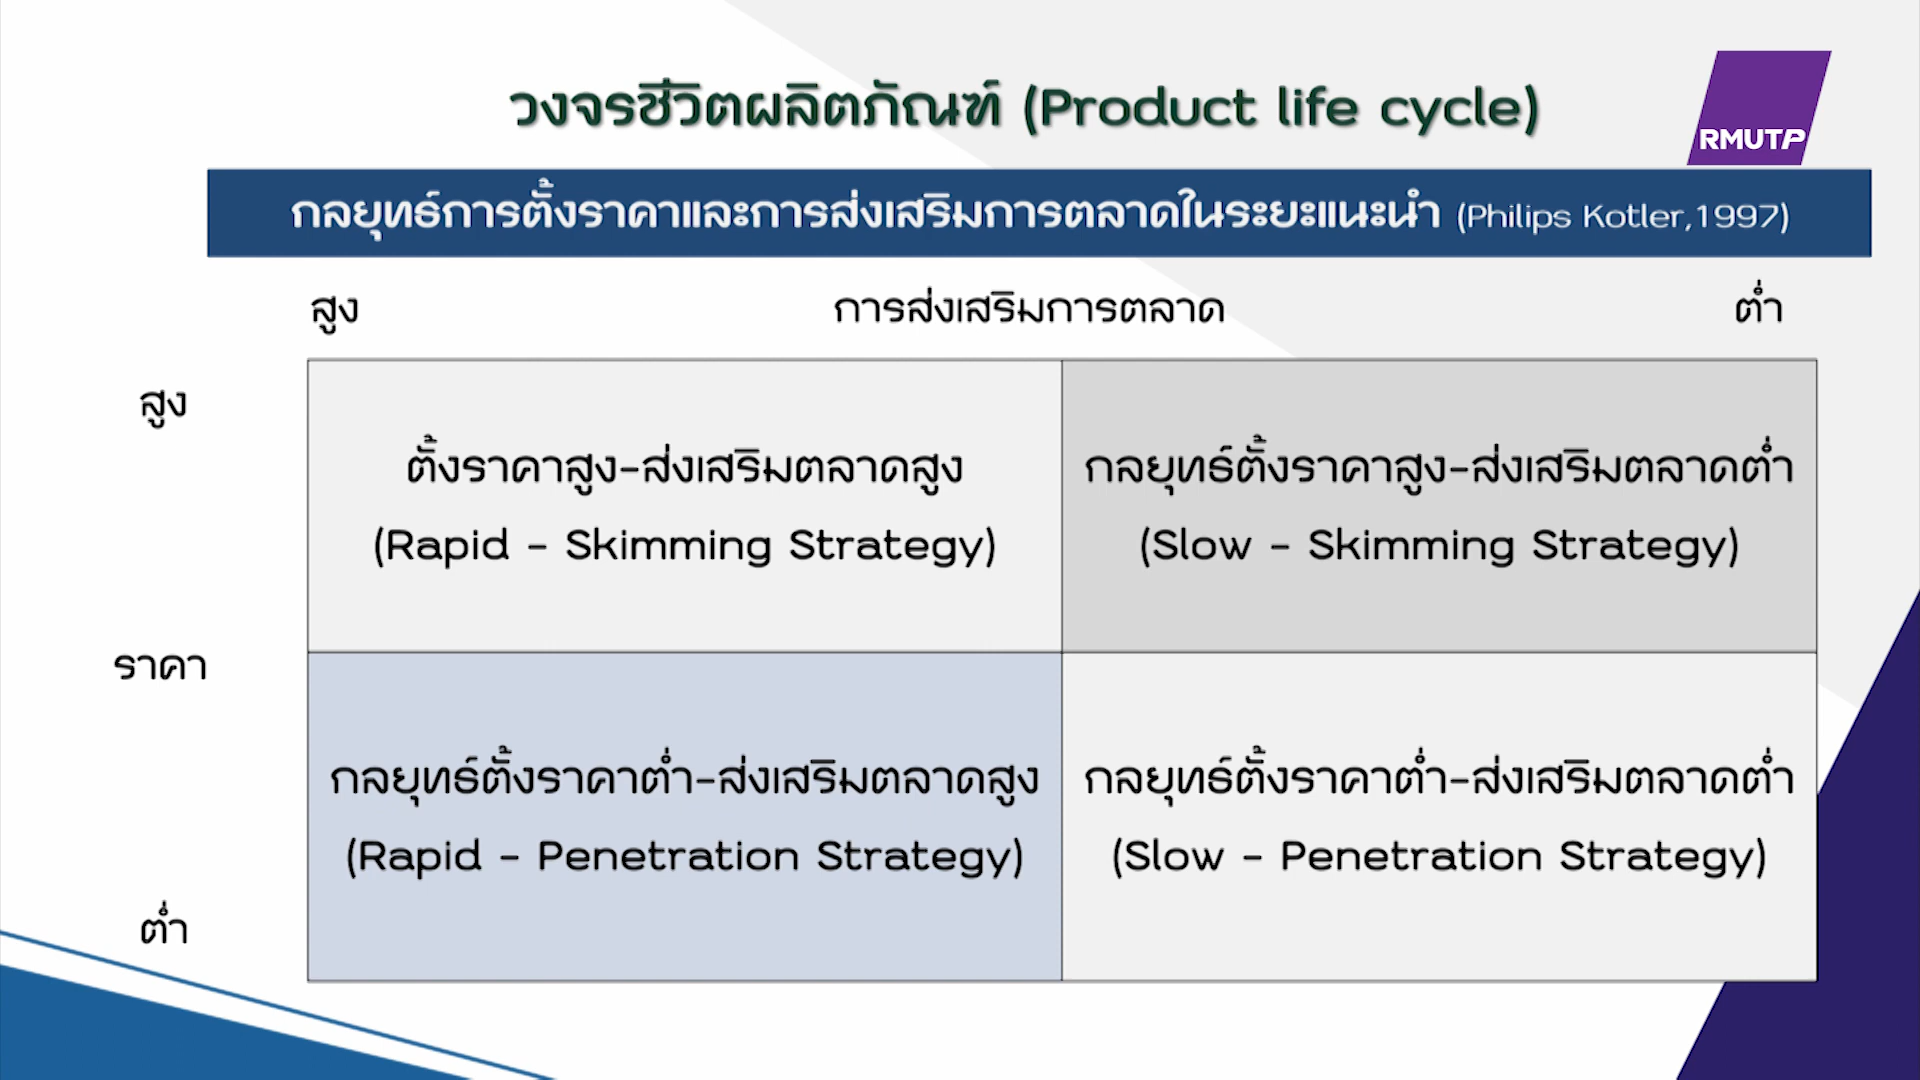 วงจรชีวิตผลิตภัณฑ์ (Product life cycle)
RMUTP
กลยุทธ์การตั้งราคาและการส่งเสริมการตลาดในระยะแนะนำ (Philips Kotler,1997)
สูง การส่งเสริมการตลาด ต่ำ
สูง
ตั้งราคาสูง-ส่งเสริมตลาดสูง
(Rapid - Skimming Strategy)
กลยุทธ์ตั้งราคาสูง-ส่งเสริมตลาดต่ำ
(Slow - Skimming Strategy)
ราคา
กลยุทธ์ตั้งราคาต่ำ-ส่งเสริมตลาดสูง
(Rapid - Penetration Strategy)
กลยุทธ์ตั้งราคาต่ำ-ส่งเสริมตลาดต่ำ
(Slow - Penetration Strategy)
ต่ำ